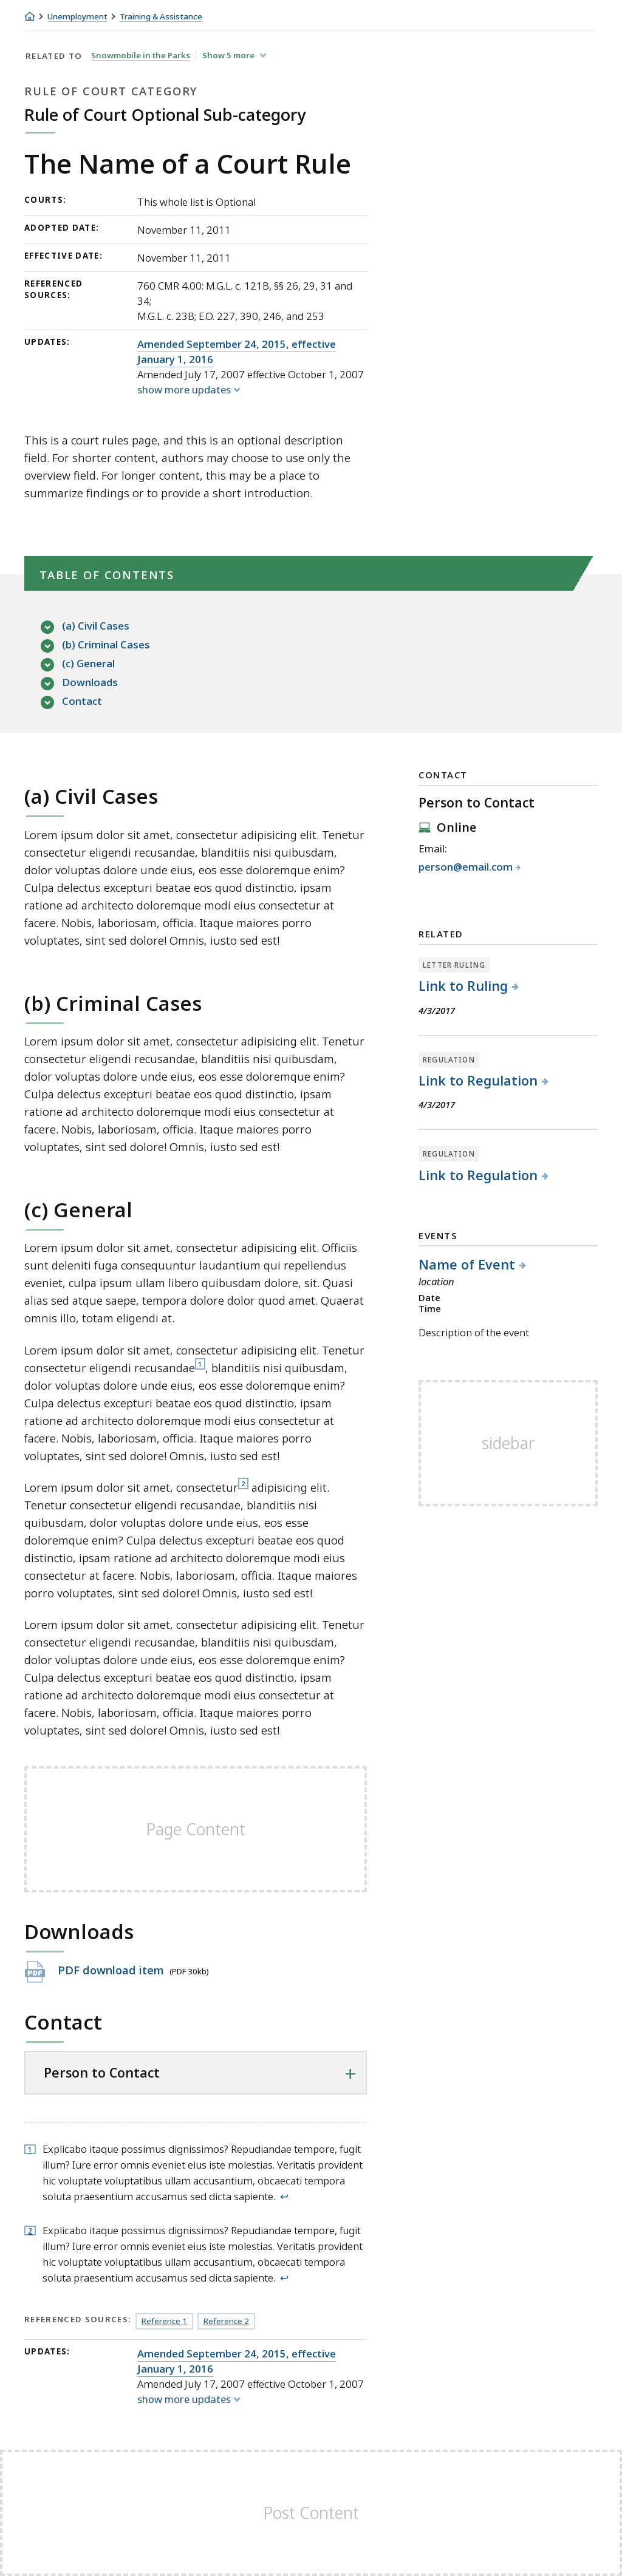 Unemployment Training & Assistance
RELATED TO Snowmobile in the Parks Show 5 more
RULE OF COURT CATEGORY
Rule of Court Optional Sub-category
The Name of a Court Rule
COURTS: This whole list is Optional
ADOPTED DATE: November 11, 2011
EFFECTIVE DATE: November 11, 2011
REFERENCED SOURCES: 760 CMR 4.00: M.G.L. c. 121B, §§ 26, 29, 31 and
34;
M.G.L. c. 23B; E.O. 227, 390, 246, and 253
UPDATES: Amended September 24, 2015, effective
January 1, 2016
Amended July 17, 2007 effective October 1, 2007
show more updates
This is a court rules page, and this is an optional description
field. For shorter content, authors may choose to use only the
overview field. For longer content, this may be a place to
summarize findings or to provide a short introduction.
TABLE OF CONTENTS
(a) Civil Cases
(b) Criminal Cases
(c) General
Downloads
Contact
(a) Civil Cases
Lorem ipsum dolor sit amet, consectetur adipisicing elit. Tenetur
consectetur eligendi recusandae, blanditiis nisi quibusdam,
dolor voluptas dolore unde eius, eos esse doloremque enim?
Culpa delectus excepturi beatae eos quod distinctio, ipsam
ratione ad architecto doloremque modi eius consectetur at
facere. Nobis, laboriosam, officia. Itaque maiores porro
voluptates, sint sed dolore! Omnis, iusto sed est!
(b) Criminal Cases
Lorem ipsum dolor sit amet, consectetur adipisicing elit. Tenetur
consectetur eligendi recusandae, blanditiis nisi quibusdam,
dolor voluptas dolore unde eius, eos esse doloremque enim?
Culpa delectus excepturi beatae eos quod distinctio, ipsam
ratione ad architecto doloremque modi eius consectetur at
facere. Nobis, laboriosam, officia. Itaque maiores porro
voluptates, sint sed dolore! Omnis, iusto sed est!
(c) General
Lorem ipsum dolor sit amet, consectetur adipisicing elit. Officiis
sunt deleniti fuga consequuntur laudantium qui repellendus
eveniet, culpa ipsum ullam libero quibusdam dolore, sit. Quasi
alias sed atque saepe, tempora dolore dolor quod amet. Quaerat
omnis illo, totam eligendi at.
Lorem ipsum dolor sit amet, consectetur adipisicing elit. Tenetur
consectetur eligendi recusandae1, blanditiis nisi quibusdam,
dolor voluptas dolore unde eius, eos esse doloremque enim?
Culpa delectus excepturi beatae eos quod distinctio, ipsam
ratione ad architecto doloremque modi eius consectetur at
facere. Nobis, laboriosam, officia. Itaque maiores porro
voluptates, sint sed dolore! Omnis, iusto sed est!
Lorem ipsum dolor sit amet, consectetur2 adipisicing elit.
Tenetur consectetur eligendi recusandae, blanditiis nisi
quibusdam, dolor voluptas dolore unde eius, eos esse
doloremque enim? Culpa delectus excepturi beatae eos quod
distinctio, ipsam ratione ad architecto doloremque modi eius
consectetur at facere. Nobis, laboriosam, officia. Itaque maiores
porro voluptates, sint sed dolore! Omnis, iusto sed est!
Lorem ipsum dolor sit amet, consectetur adipisicing elit. Tenetur
consectetur eligendi recusandae, blanditiis nisi quibusdam,
dolor voluptas dolore unde eius, eos esse doloremque enim?
Culpa delectus excepturi beatae eos quod distinctio, ipsam
ratione ad architecto doloremque modi eius consectetur at
facere. Nobis, laboriosam, officia. Itaque maiores porro
voluptates, sint sed dolore! Omnis, iusto sed est!
Page Content
Downloads
PDF PDF download item (PDF 30kb)
Contact
Person to Contact
1 Explicabo itaque possimus dignissimos? Repudiandae tempore, fugit
illum? Iure error omnis eveniet eius iste molestias. Veritatis provident
hic voluptate voluptatibus ullam accusantium, obcaecati tempora
soluta praesentium accusamus sed dicta sapiente. ↩
2 Explicabo itaque possimus dignissimos? Repudiandae tempore, fugit
illum? Iure error omnis eveniet eius iste molestias. Veritatis provident
hic voluptate voluptatibus ullam accusantium, obcaecati tempora
soluta praesentium accusamus sed dicta sapiente. ↩
REFERENCED SOURCES: Reference 1 Reference 2
UPDATES: Amended September 24, 2015, effective
January 1, 2016
Amended July 17, 2007 effective October 1, 2007
show more updates
CONTACT
Person to Contact
Online
Email:
person@email.com
RELATED
LETTER RULING
Link to Ruling
4/3/2017
REGULATION
Link to Regulation
4/3/2017
REGULATION
Link to Regulation
EVENTS
Name of Event
location
Date
Time
Description of the event
sidebar
Post Content